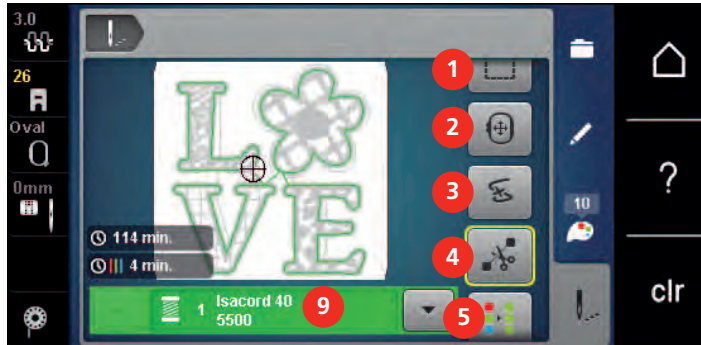 3.0
26
Oval
0mm
L
VE
114 min.
4 min.
1 Isacord 40
5500
1
2
3
4
9
5
10
?
clr